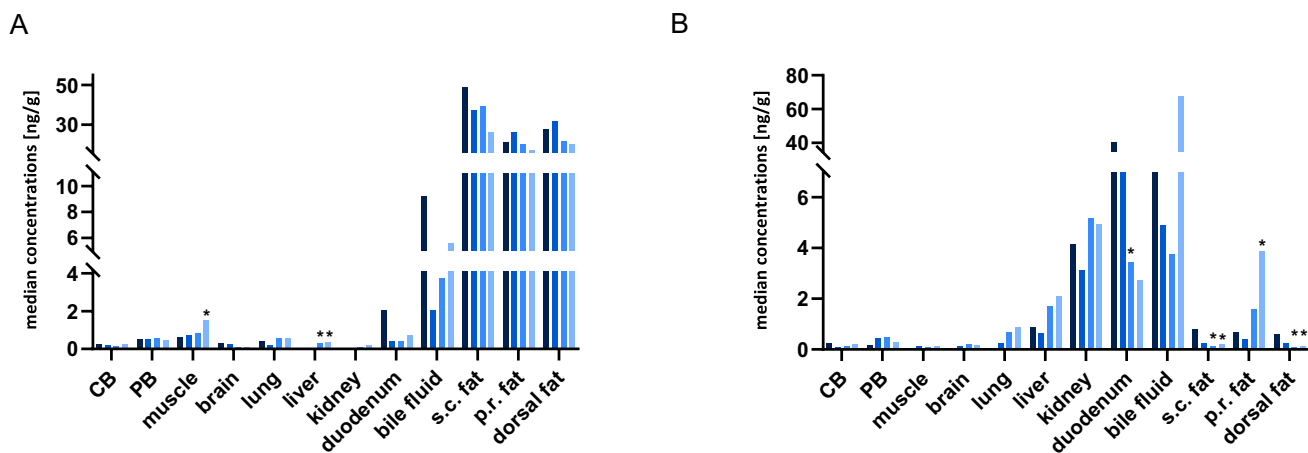 A
median concentrations [ng/g]
50
30
10
8
6
4
2
0
*
**
CB
PB
muscle
brain
lung
liver
kidney
duodenum
bile fluid
s.c. fat
p.r. fat
dorsal fat
B
median concentrations [ng/g]
80
60
40
6
4
2
0
*
**
*
**
CB
PB
muscle
brain
lung
liver
kidney
duodenum
bile fluid
s.c. fat
p.r. fat
dorsal fat